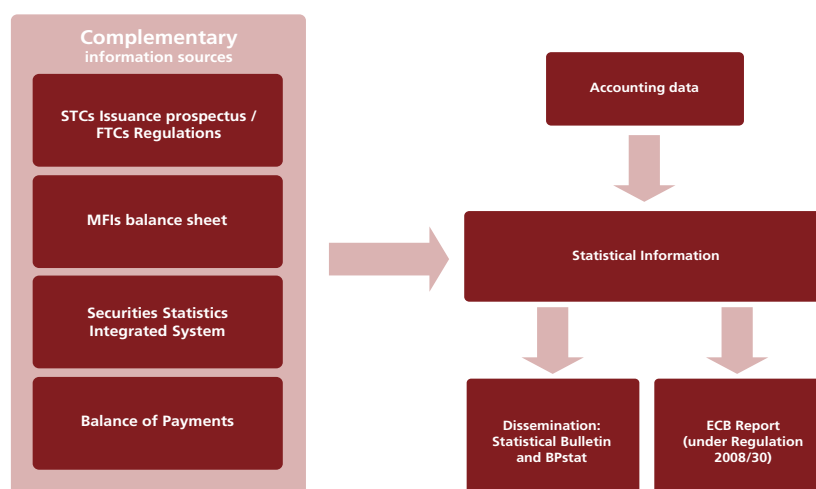 Complementary
information sources
STCs Issuance prospectus /
FTCs Regulations
MFIs balance sheet
Securities Statistics
Integrated System
Balance of Payments
Accounting data
Statistical Information
Dissemination:
Statistical Bulletin
and BPstat
ECB Report
(under Regulation
2008/30)